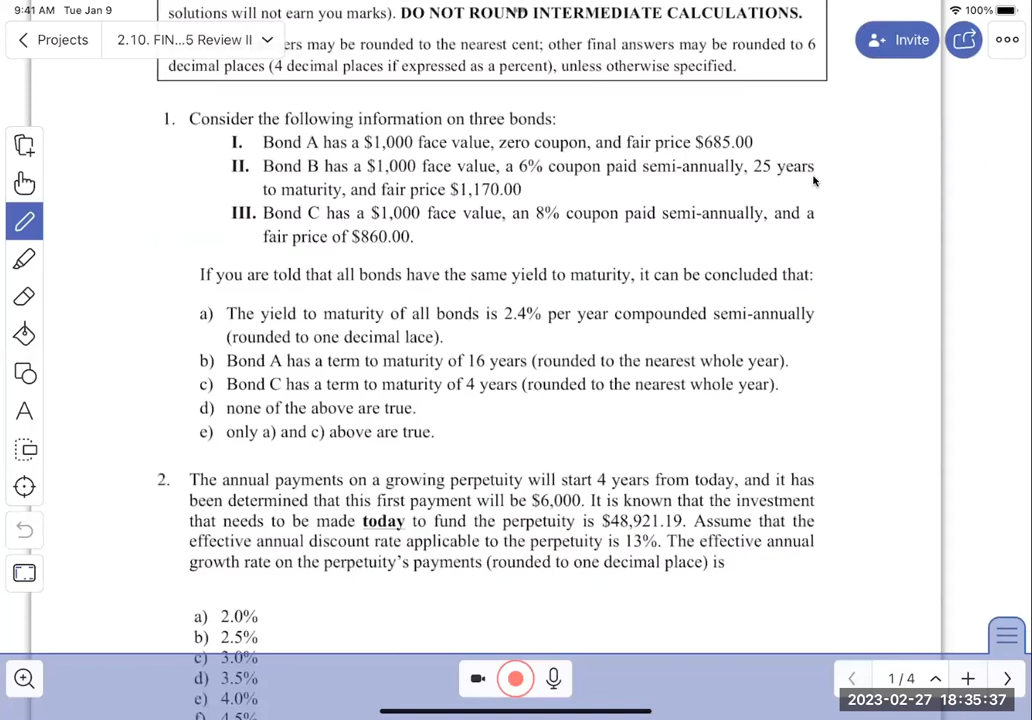 9:41 AM Tue Jan 9
100%
Projects
2.10. FIN...5 Review II
Invite
solutions will not earn you marks). DO NOT ROUND INTERMEDIATE CALCULATIONS.
ers may be rounded to the nearest cent; other final answers may be rounded to 6
decimal places (4 decimal places if expressed as a percent), unless otherwise specified.
1. Consider the following information on three bonds:
I. Bond A has a $1,000 face value, zero coupon, and fair price $685.00
II. Bond B has a $1,000 face value, a 6% coupon paid semi-annually, 25 years
to maturity, and fair price $1,170.00
III. Bond C has a $1,000 face value, an 8% coupon paid semi-annually, and a
fair price of $860.00.
If you are told that all bonds have the same yield to maturity, it can be concluded that:
a) The yield to maturity of all bonds is 2.4% per year compounded semi-annually
(rounded to one decimal lace).
b) Bond A has a term to maturity of 16 years (rounded to the nearest whole year).
c) Bond C has a term to maturity of 4 years (rounded to the nearest whole year).
d) none of the above are true.
e) only a) and c) above are true.
2. The annual payments on a growing perpetuity will start 4 years from today, and it has
been determined that this first payment will be $6,000. It is known that the investment
that needs to be made today to fund the perpetuity is $48,921.19. Assume that the
effective annual discount rate applicable to the perpetuity is 13%. The effective annual
growth rate on the perpetuity's payments (rounded to one decimal place) is
a) 2.0%
b) 2.5%
c) 3.0%
d) 3.5%
e) 4.0%
f) 4.5%
1 / 4
2023-02-27 18:35:37